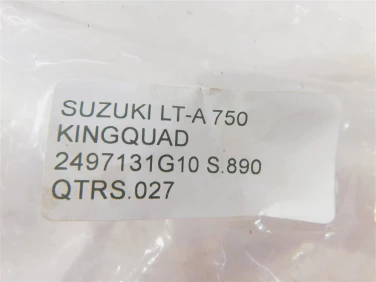 SUZUKI LT-A 750
KINGQUAD
2497131G10 S.890
QTRS.027